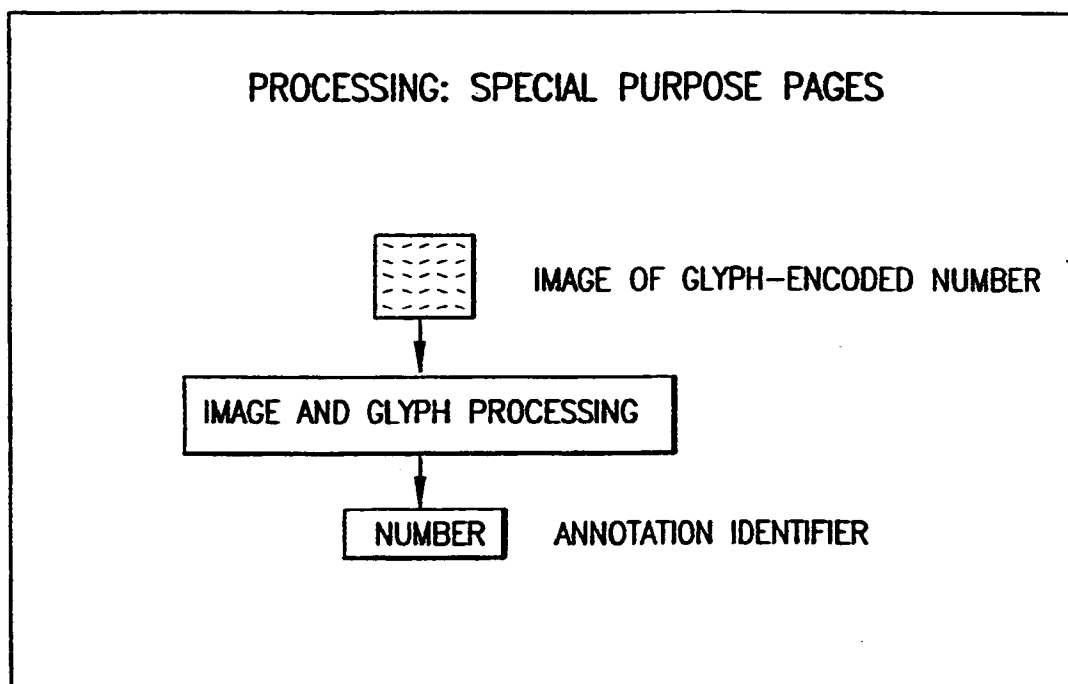 PROCESSING: SPECIAL PURPOSE PAGES
IMAGE OF GLYPH-ENCODED NUMBER
IMAGE AND GLYPH PROCESSING
NUMBER ANNOTATION IDENTIFIER